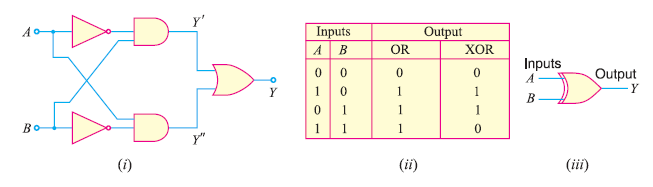 A
B
Y'
Y"
Y
(i)
Inputs Output
A B OR XOR
0 0 0 0
1 0 1 1
0 1 1 1
1 1 1 0
(ii)
Inputs
A
B
Output
Y
(iii)